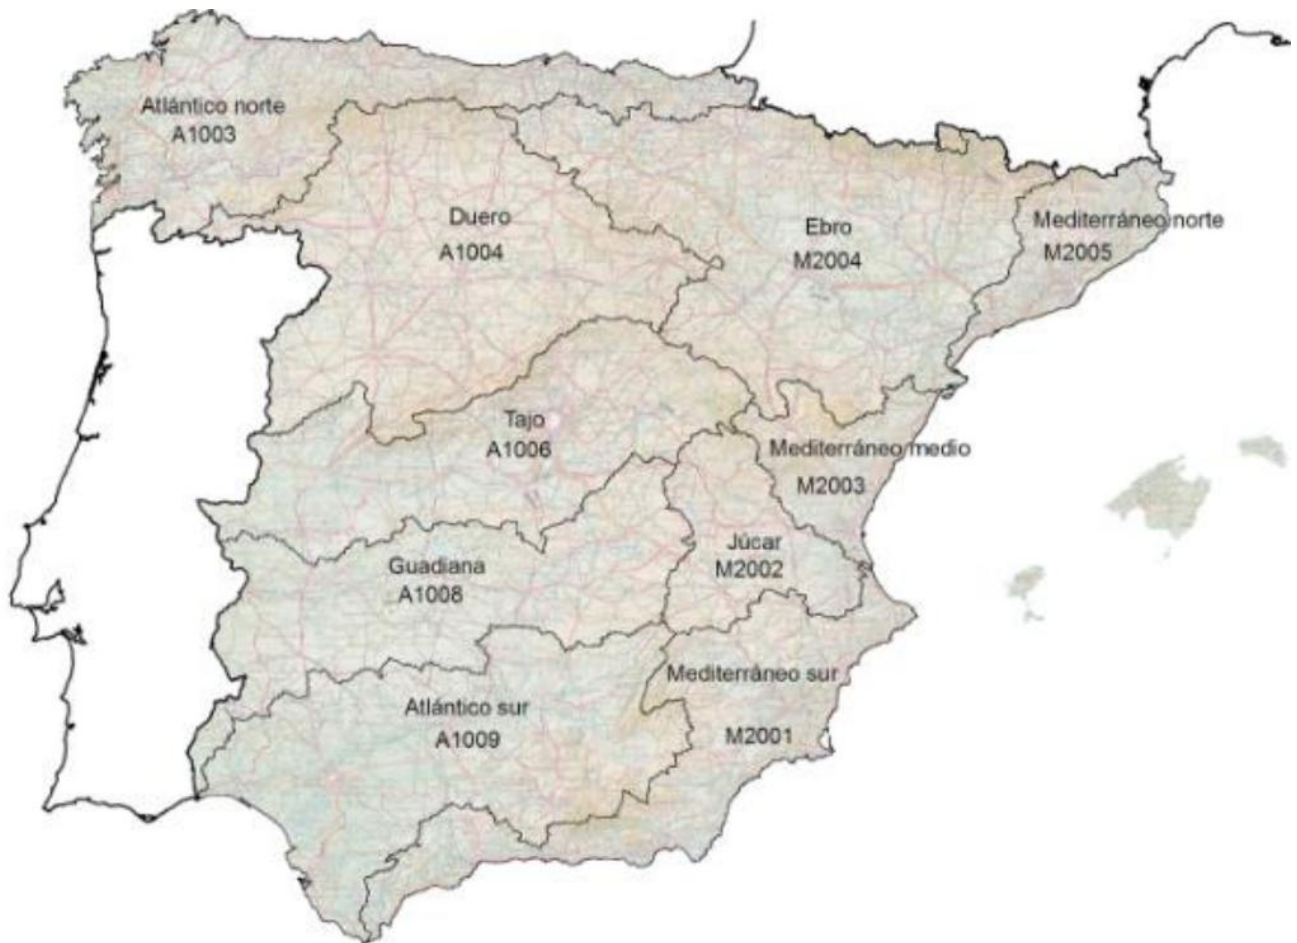 Atlántico norte
A1003
Duero
A1004
Ebro
M2004
Mediterráneo norte
M2005
Tajo
A1006
Mediterráneo medio
M2003
Júcar
M2002
Guadiana
A1008
Mediterráneo sur
M2001
Atlántico sur
A1009